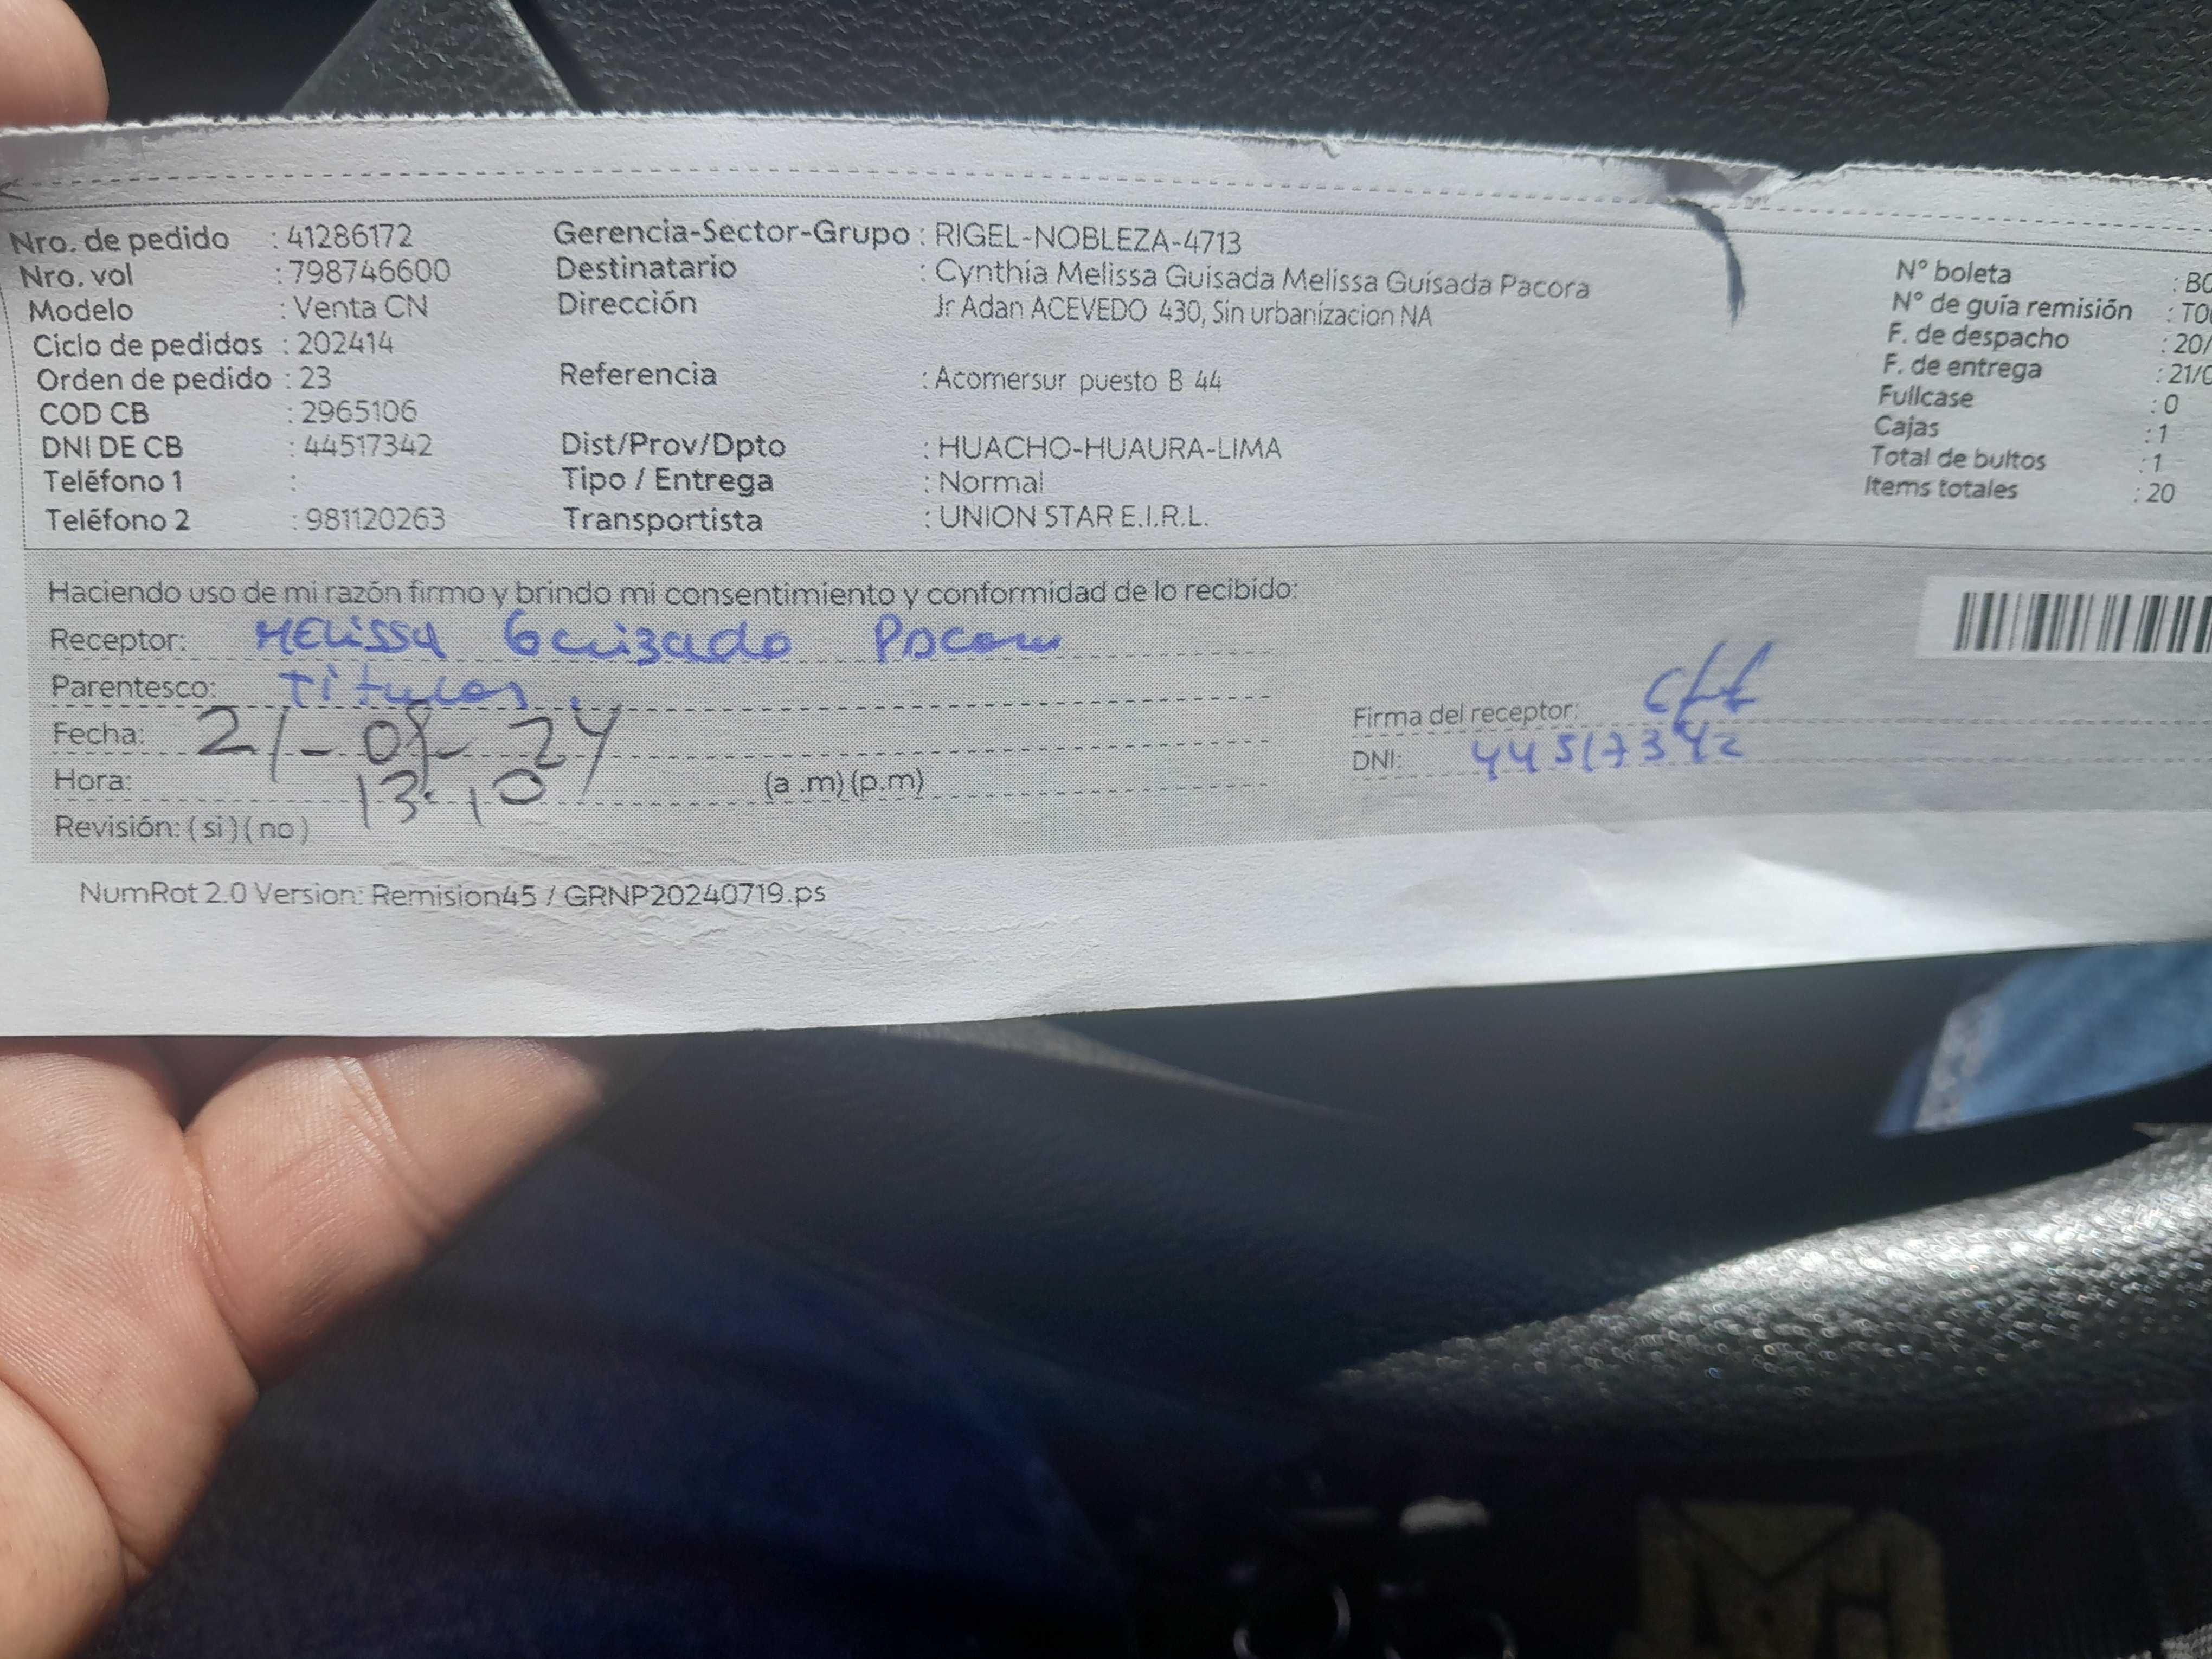 Nro. de pedido : 41286172 Gerencia-Sector-Grupo : RIGEL-NOBLEZA-4713
Nro. vol : 798746600 Destinatario : Cynthia Melissa Guisada Melissa Guisada Pacora N° boleta : B0
Modelo : Venta CN Dirección Jr Adan ACEVEDO 430, Sin urbanizacion NA N° de guía remisión : T0
Ciclo de pedidos : 202414 F. de despacho : 20/
Orden de pedido : 23 Referencia : Acomersur puesto B 44 F. de entrega : 21/0
COD CB : 2965106 Fullcase : 0
DNI DE CB : 44517342 Dist/Prov/Dpto : HUACHO-HUAURA-LIMA Cajas : 1
Teléfono 1 : Tipo / Entrega : Normal Total de bultos : 1
Teléfono 2 : 981120263 Transportista : UNION STAR E.I.R.L. Items totales : 20
Haciendo uso de mi razón firmo y brindo mi consentimiento y conformidad de lo recibido:
Receptor: MELISSA Guizado Pacora
Parentesco: Titular
Fecha: 21 - 08 - 24 Firma del receptor:
Hora: 13:10 (a .m) (p.m) DNI: 44517342
Revisión: ( si ) ( no )
NumRot 2.0 Version: Remision45 / GRNP20240719.ps